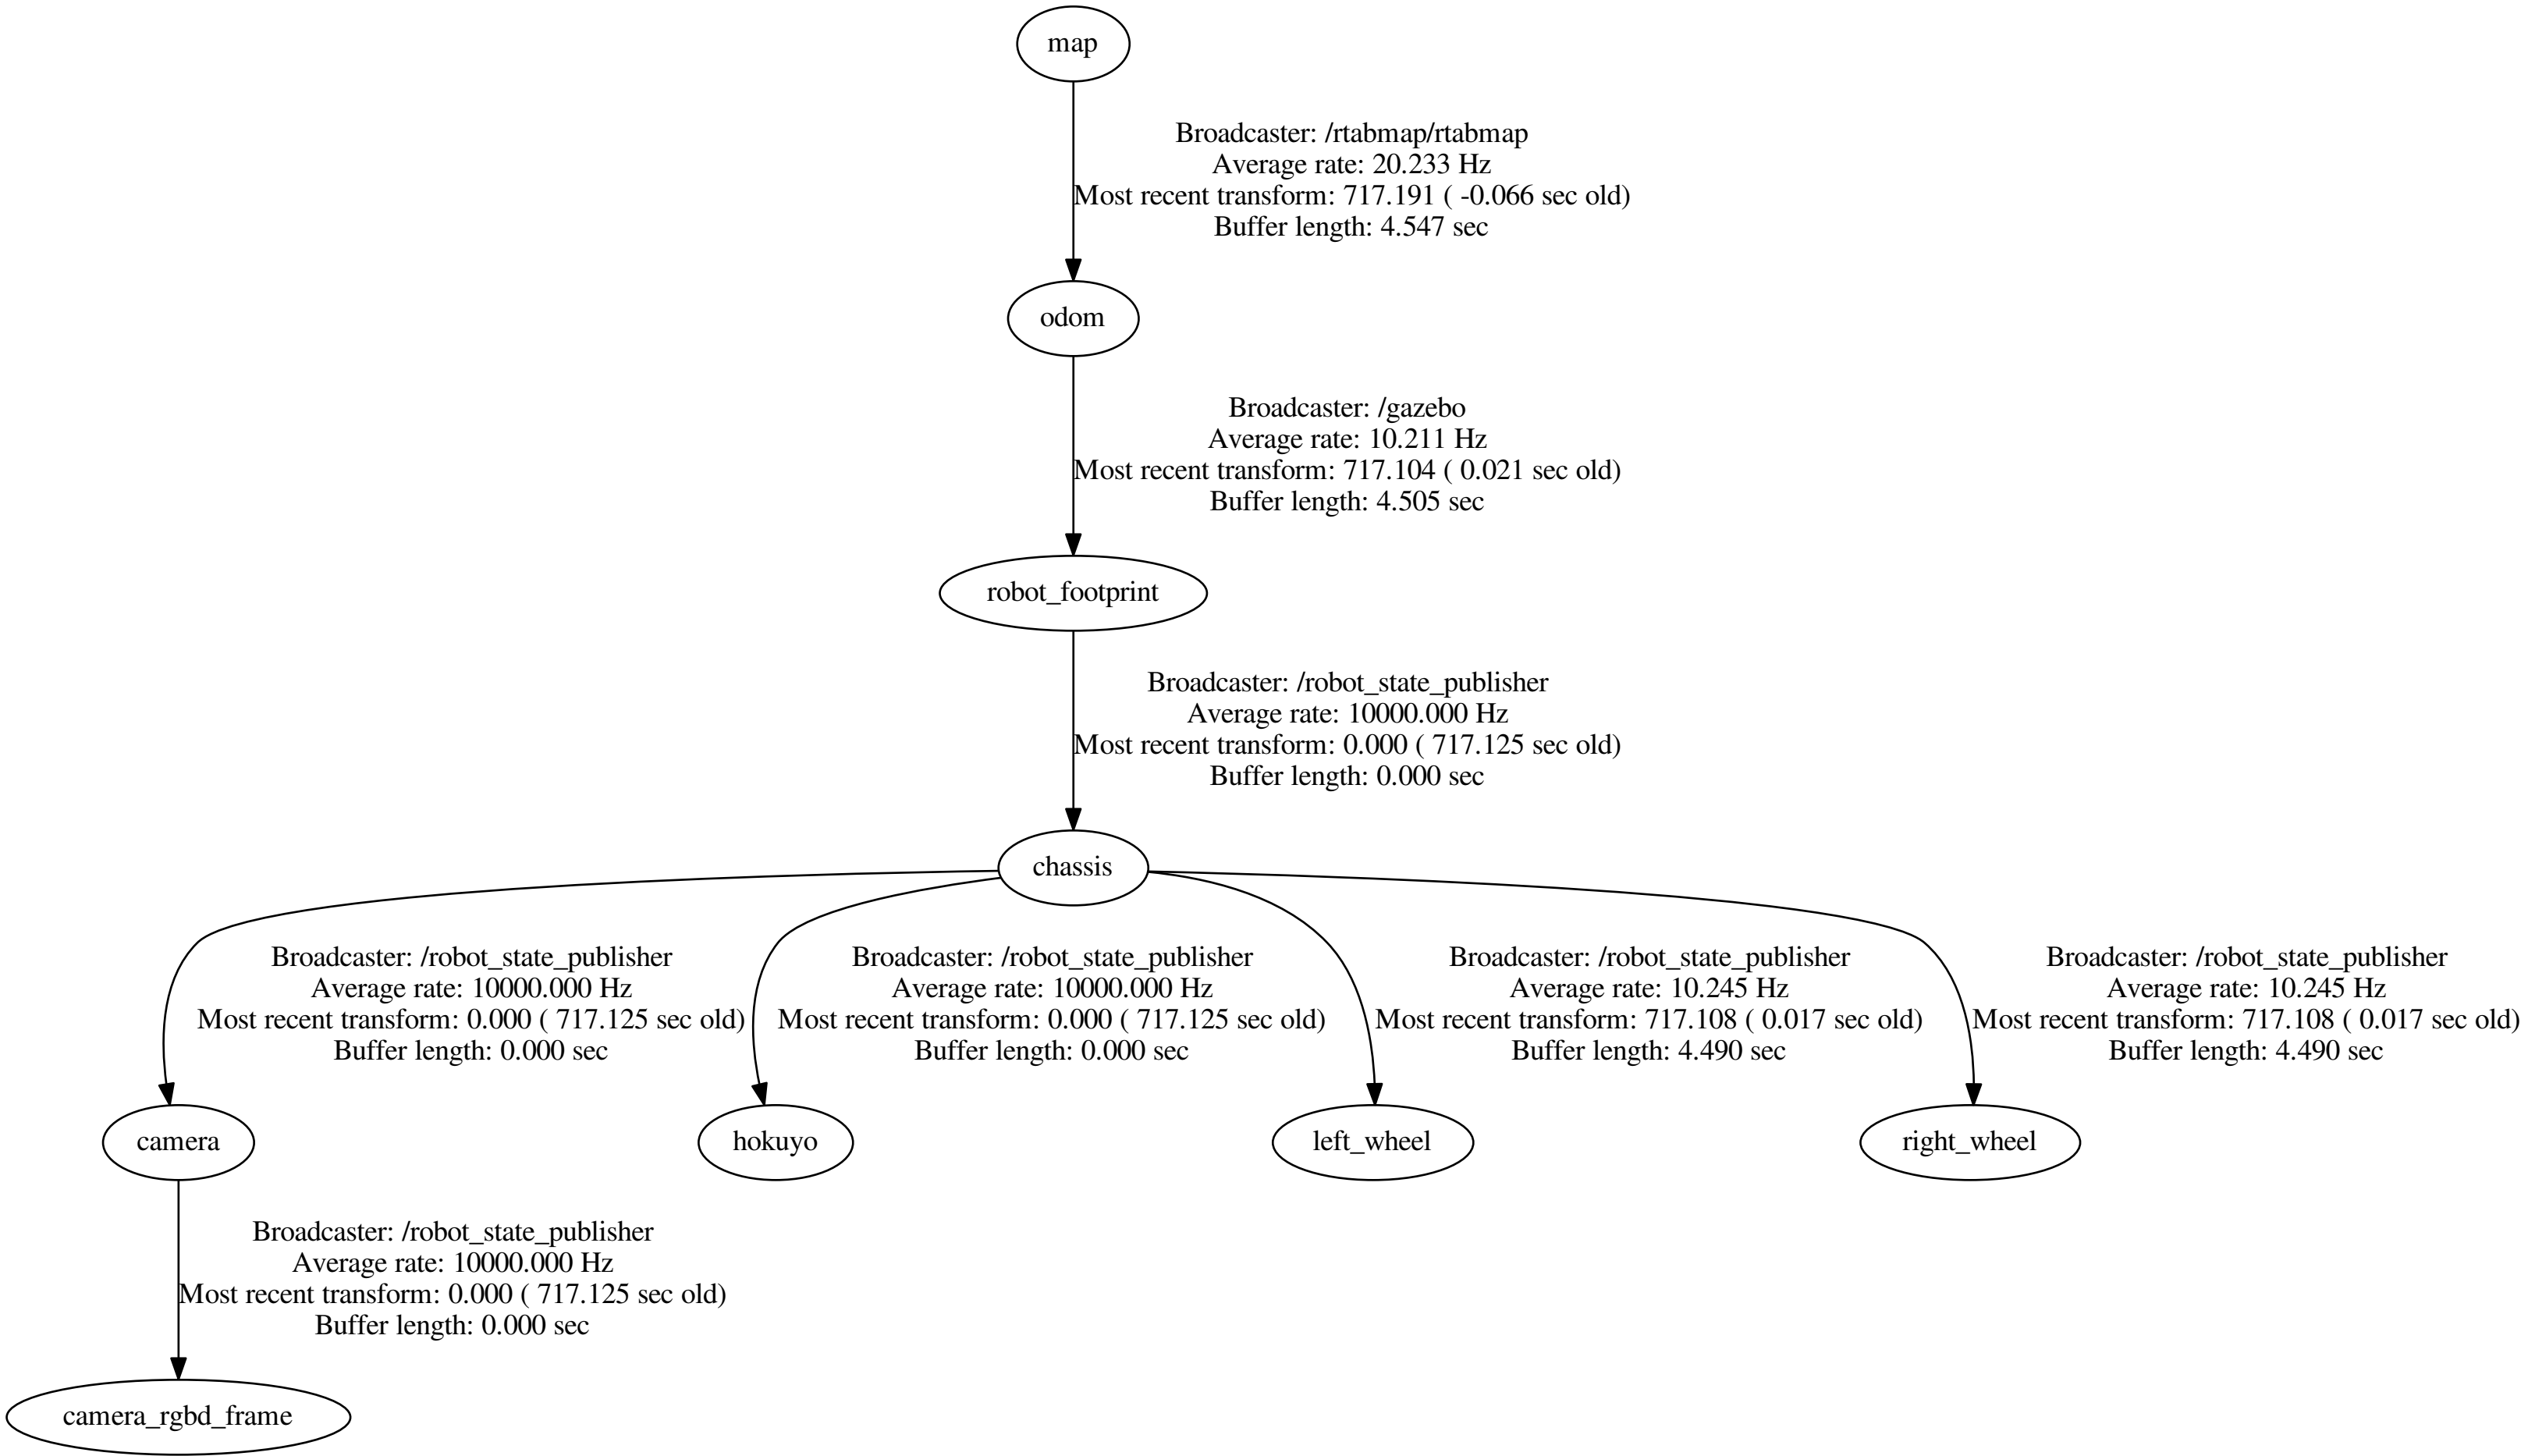 map
Broadcaster: /rtabmap/rtabmap
Average rate: 20.233 Hz
Most recent transform: 717.191 ( -0.066 sec old)
Buffer length: 4.547 sec
odom
Broadcaster: /gazebo
Average rate: 10.211 Hz
Most recent transform: 717.104 ( 0.021 sec old)
Buffer length: 4.505 sec
robot_footprint
Broadcaster: /robot_state_publisher
Average rate: 10000.000 Hz
Most recent transform: 0.000 ( 717.125 sec old)
Buffer length: 0.000 sec
chassis
Broadcaster: /robot_state_publisher
Average rate: 10000.000 Hz
Most recent transform: 0.000 ( 717.125 sec old)
Buffer length: 0.000 sec
Broadcaster: /robot_state_publisher
Average rate: 10000.000 Hz
Most recent transform: 0.000 ( 717.125 sec old)
Buffer length: 0.000 sec
Broadcaster: /robot_state_publisher
Average rate: 10.245 Hz
Most recent transform: 717.108 ( 0.017 sec old)
Buffer length: 4.490 sec
Broadcaster: /robot_state_publisher
Average rate: 10.245 Hz
Most recent transform: 717.108 ( 0.017 sec old)
Buffer length: 4.490 sec
camera
hokuyo
left_wheel
right_wheel
Broadcaster: /robot_state_publisher
Average rate: 10000.000 Hz
Most recent transform: 0.000 ( 717.125 sec old)
Buffer length: 0.000 sec
camera_rgbd_frame